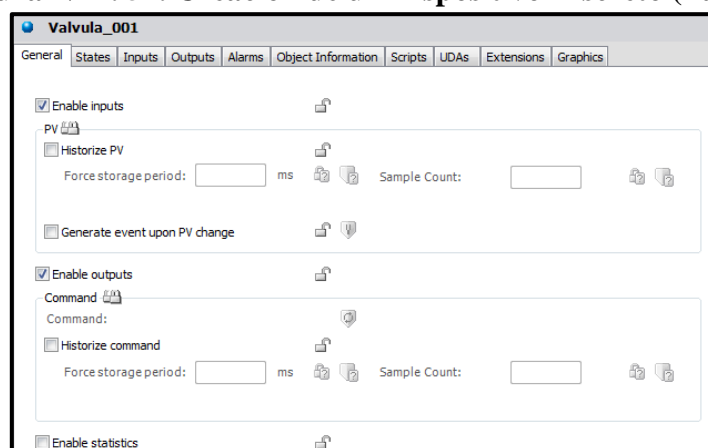 Valvula_001
General States Inputs Outputs Alarms Object Information Scripts UDAs Extensions Graphics
Enable inputs
PV
Historize PV
Force storage period: ms Sample Count:
Generate event upon PV change
Enable outputs
Command
Command:
Historize command
Force storage period: ms Sample Count:
Enable statistics